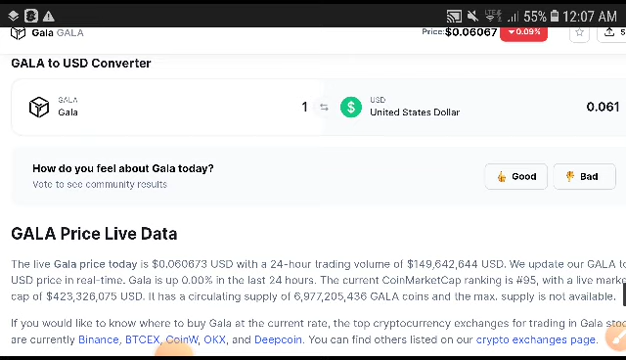 55% 12:07 AM
Gala GALA Price: $0.06067 ▼0.09%
GALA to USD Converter
GALA
Gala 1
USD
United States Dollar 0.061
How do you feel about Gala today?
Vote to see community results
👍 Good 👎 Bad
GALA Price Live Data
The live Gala price today is $0.060673 USD with a 24-hour trading volume of $149,642,644 USD. We update our GALA to
USD price in real-time. Gala is up 0.00% in the last 24 hours. The current CoinMarketCap ranking is #95, with a live
cap of $423,326,075 USD. It has a circulating supply of 6,977,205,436 GALA coins and the max. supply is not available.
If you would like to know where to buy Gala at the current rate, the top cryptocurrency exchanges for trading in Gala
are currently Binance, BTCEX, CoinW, OKX, and Deepcoin. You can find others listed on our crypto exchanges page.